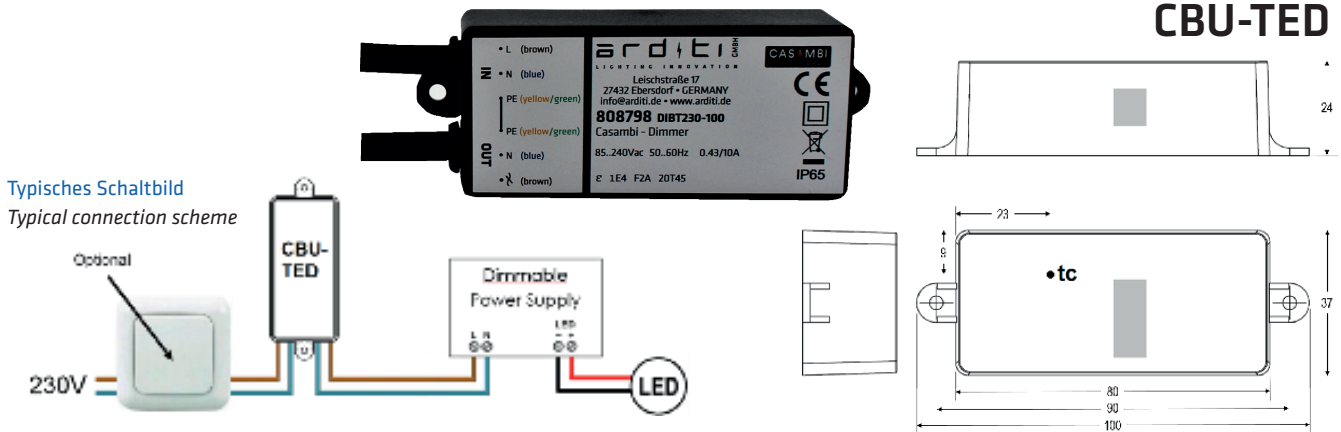 CBU-TED
L (brown)
N (blue)
PE (yellow/green)
PE (yellow/green)
N (blue)
(brown)
IN
OUT
arditi GMBH
LIGHTING INNOVATION
Leischstraße 17
27432 Ebersdorf • GERMANY
info@arditi.de • www.arditi.de
808798 DIBT230-100
Casambi - Dimmer
85..240Vac 50..60Hz 0.43/10A
ε 1E4 F2A 20T45
CASAMBI
CE
IP65
24
Typisches Schaltbild
Typical connection scheme
Optional
CBU-
TED
Dimmable
Power Supply
L N
LED
- +
230V
LED
23
9
•tc
37
80
90
100